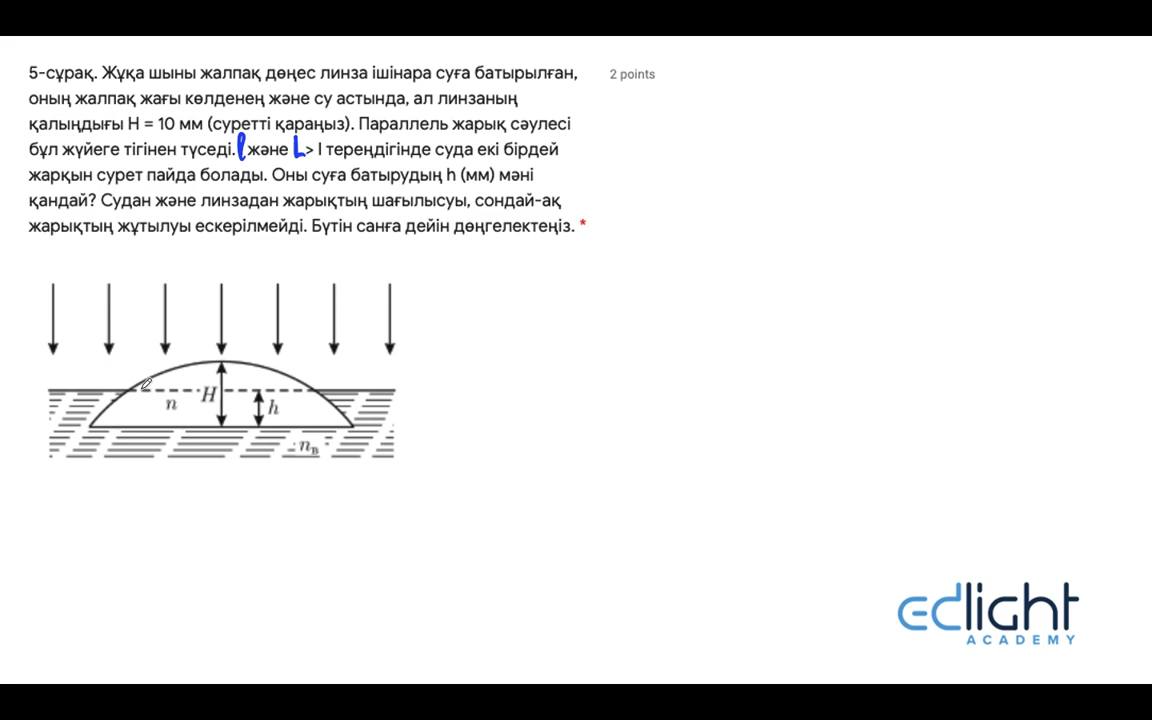 5-сұрақ. Жұқа шыны жалпақ дөңес линза ішінара суға батырылған,
2 points
оның жалпақ жағы көлденең және су астында, ал линзаның
қалыңдығы H = 10 мм (суретті қараңыз). Параллель жарық сәулесі
бұл жүйеге тігінен түседі. l және L > l тереңдігінде суда екі бірдей
жарқын сурет пайда болады. Оны суға батырудың h (мм) мәні
қандай? Судан және линзадан жарықтың шағылысуы, сондай-ақ
жарықтың жұтылуы ескерілмейді. Бүтін санға дейін дөңгелектеңіз. *
n H h
n_в
edlight
ACADEMY